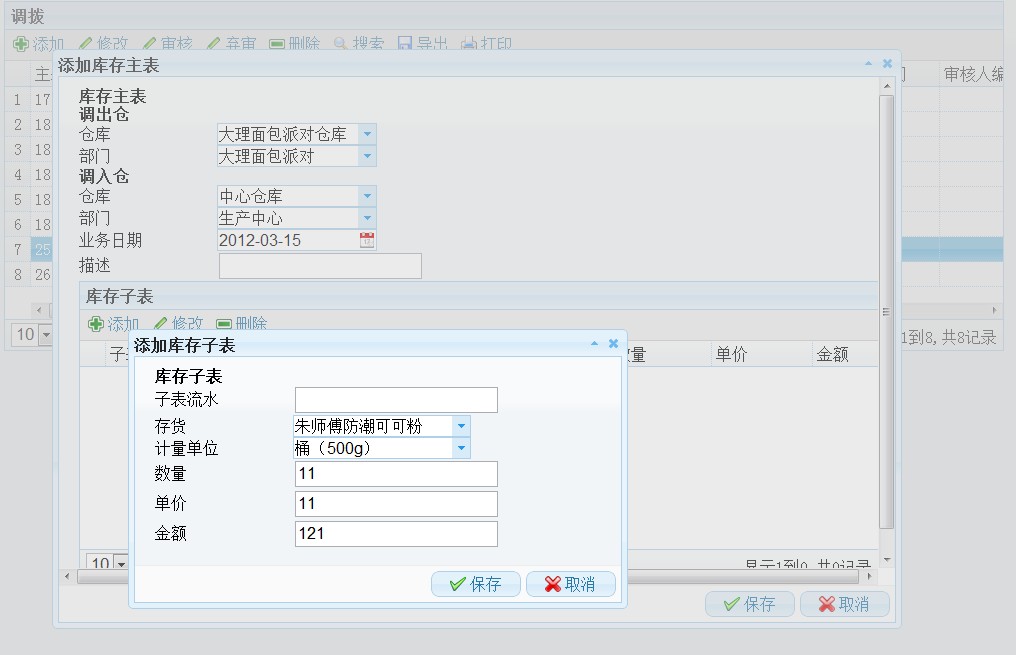 调拨
添加 修改 审核 弃审 删除 搜索 导出 打印
添加库存主表
审核人编
1 17
2 18
3 18
4 18
5 18
6 18
7 25
8 26
10
1到8, 共8记录
库存主表
调出仓
仓库 大理面包派对仓库
部门 大理面包派对
调入仓
仓库 中心仓库
部门 生产中心
业务日期 2012-03-15
描述
库存子表
添加 修改 删除
单价 金额
添加库存子表
库存子表
子表流水
存货 朱师傅防潮可可粉
计量单位 桶（500g）
数量 11
单价 11
金额 121
保存 取消
10
显示1到0, 共0记录
保存 取消